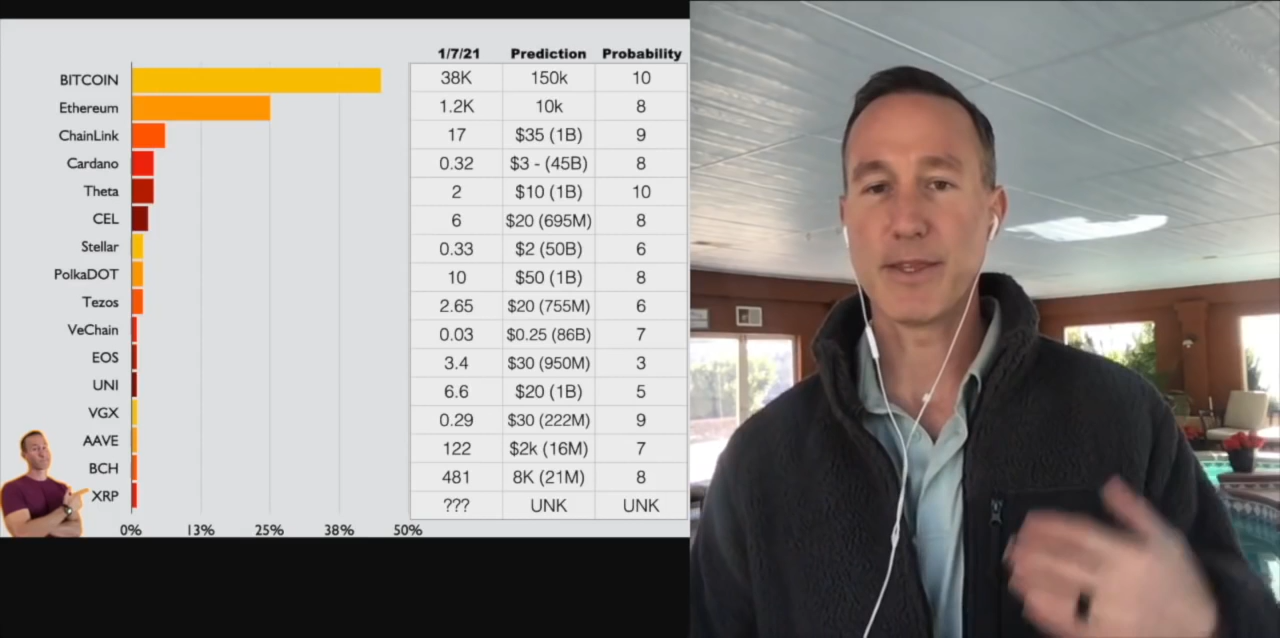 1/7/21 Prediction Probability
BITCOIN 38K 150k 10
Ethereum 1.2K 10k 8
ChainLink 17 $35 (1B) 9
Cardano 0.32 $3 - (45B) 8
Theta 2 $10 (1B) 10
CEL 6 $20 (695M) 8
Stellar 0.33 $2 (50B) 6
PolkaDOT 10 $50 (1B) 8
Tezos 2.65 $20 (755M) 6
VeChain 0.03 $0.25 (86B) 7
EOS 3.4 $30 (950M) 3
UNI 6.6 $20 (1B) 5
VGX 0.29 $30 (222M) 9
AAVE 122 $2k (16M) 7
BCH 481 8K (21M) 8
XRP ??? UNK UNK
0% 13% 25% 38% 50%